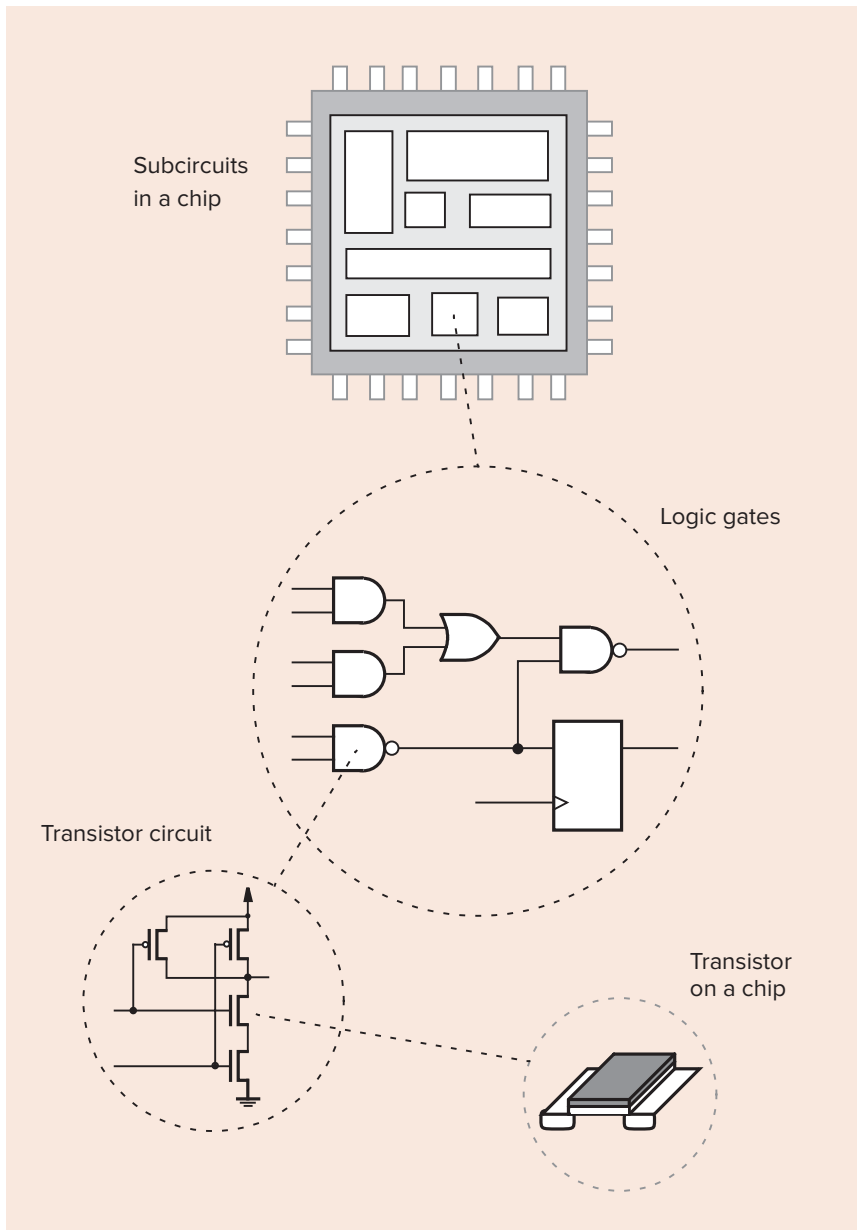 Subcircuits
in a chip
Logic gates
Transistor circuit
Transistor
on a chip